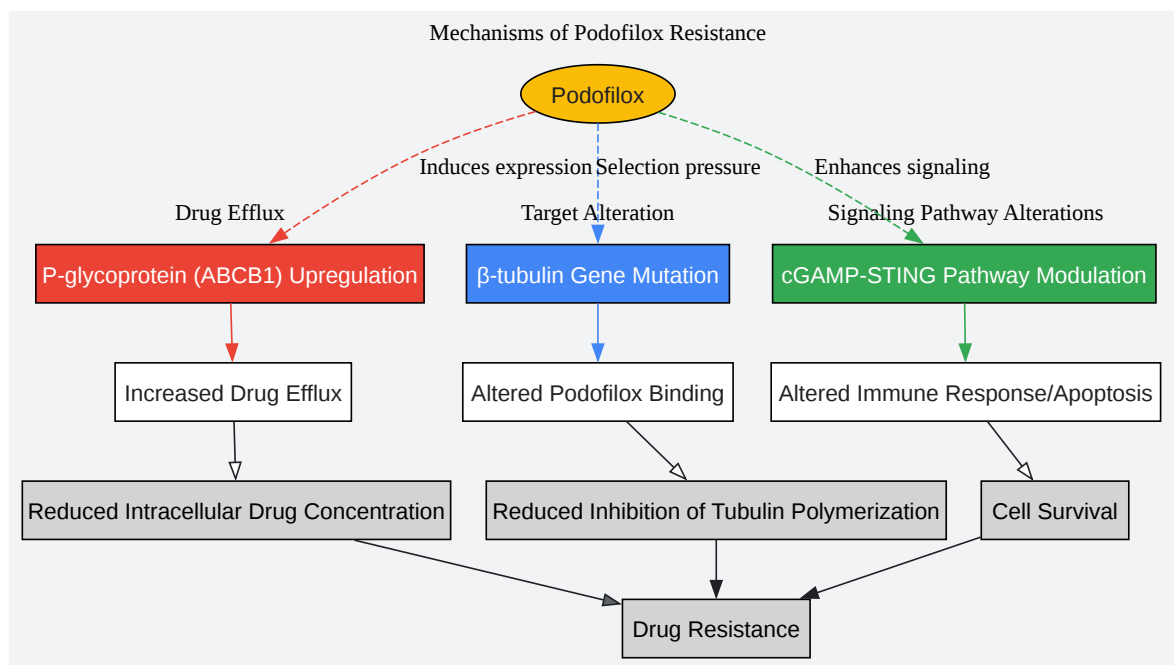 Mechanisms of Podofilox Resistance
Podofilox
Induces expression
Selection pressure
Enhances signaling
Drug Efflux
Target Alteration
Signaling Pathway Alterations
P-glycoprotein (ABCB1) Upregulation
β-tubulin Gene Mutation
cGAMP-STING Pathway Modulation
Increased Drug Efflux
Altered Podofilox Binding
Altered Immune Response/Apoptosis
Reduced Intracellular Drug Concentration
Reduced Inhibition of Tubulin Polymerization
Cell Survival
Drug Resistance